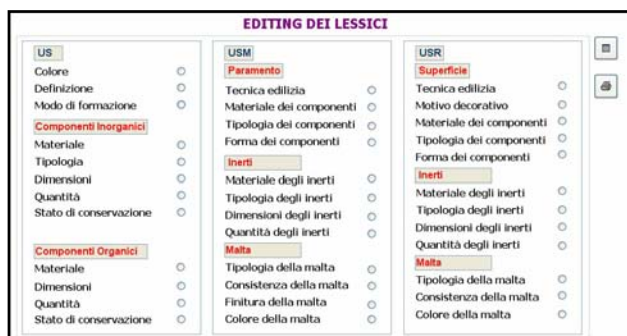 EDITING DEI LESSICI
US
Colore
Definizione
Modo di formazione
Componenti Inorganici
Materiale
Tipologia
Dimensioni
Quantità
Stato di conservazione
Componenti Organici
Materiale
Dimensioni
Quantità
Stato di conservazione
USM
Paramento
Tecnica edilizia
Materiale dei componenti
Tipologia dei componenti
Forma dei componenti
Inerti
Materiale degli inerti
Tipologia degli inerti
Dimensioni degli inerti
Quantità degli inerti
Malta
Tipologia della malta
Consistenza della malta
Finitura della malta
Colore della malta
USR
Superficie
Tecnica edilizia
Motivo decorativo
Materiale dei componenti
Tipologia dei componenti
Forma dei componenti
Inerti
Materiale degli inerti
Tipologia degli inerti
Dimensioni degli inerti
Quantità degli inerti
Malta
Tipologia della malta
Consistenza della malta
Colore della malta